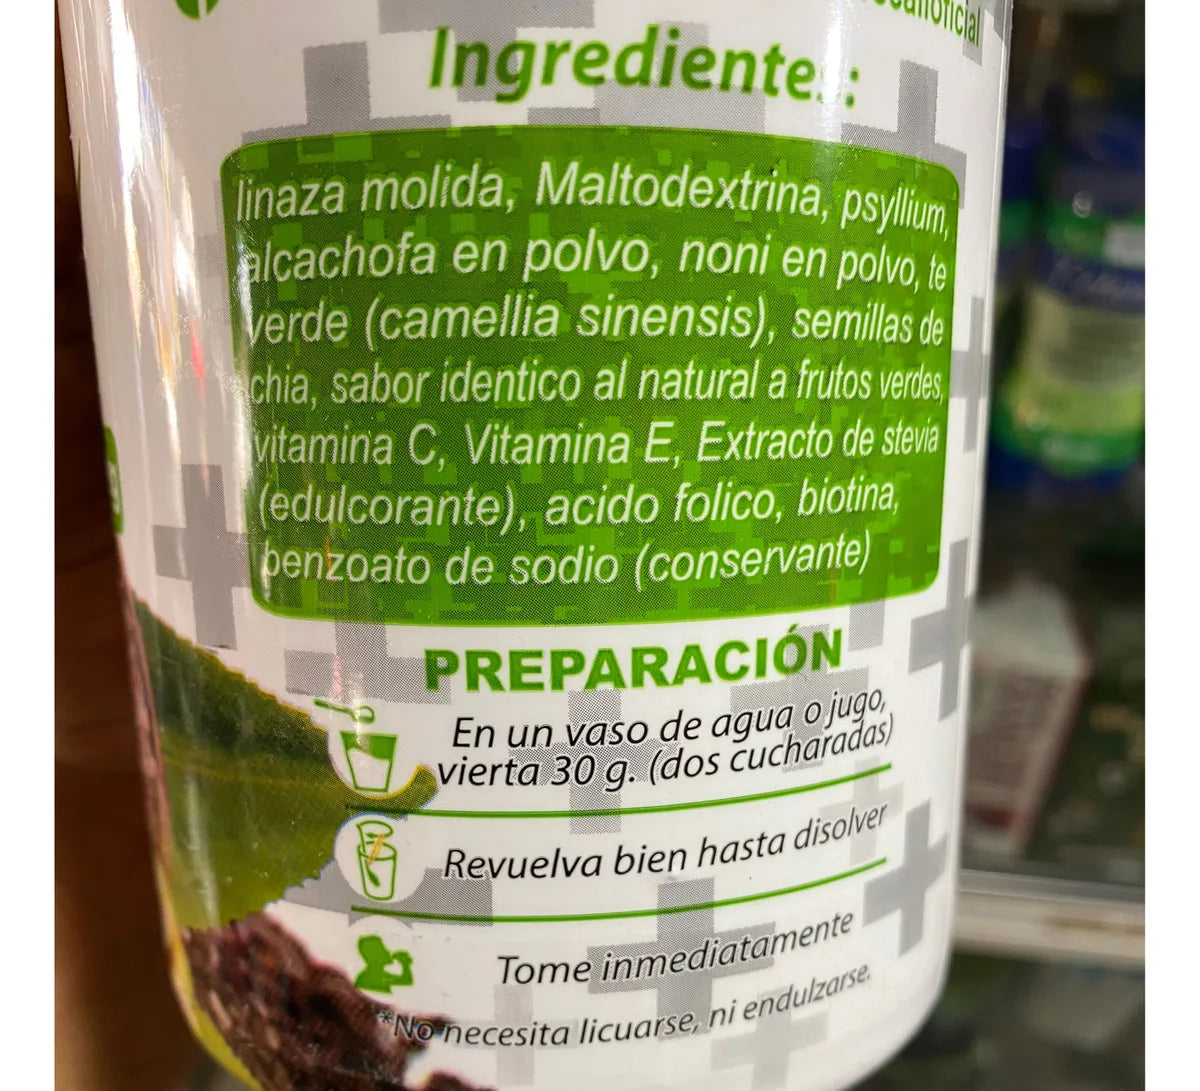 Ingredientes:
linaza molida, Maltodextrina, psyllium,
alcachofa en polvo, noni en polvo, te
verde (camellia sinensis), semillas de
chia, sabor identico al natural a frutos verdes,
vitamina C, Vitamina E, Extracto de stevia
(edulcorante), acido folico, biotina,
benzoato de sodio (conservante)
PREPARACIÓN
En un vaso de agua o jugo,
vierta 30 g. (dos cucharadas)
Revuelva bien hasta disolver
Tome inmediatamente
*No necesita licuarse, ni endulzarse.